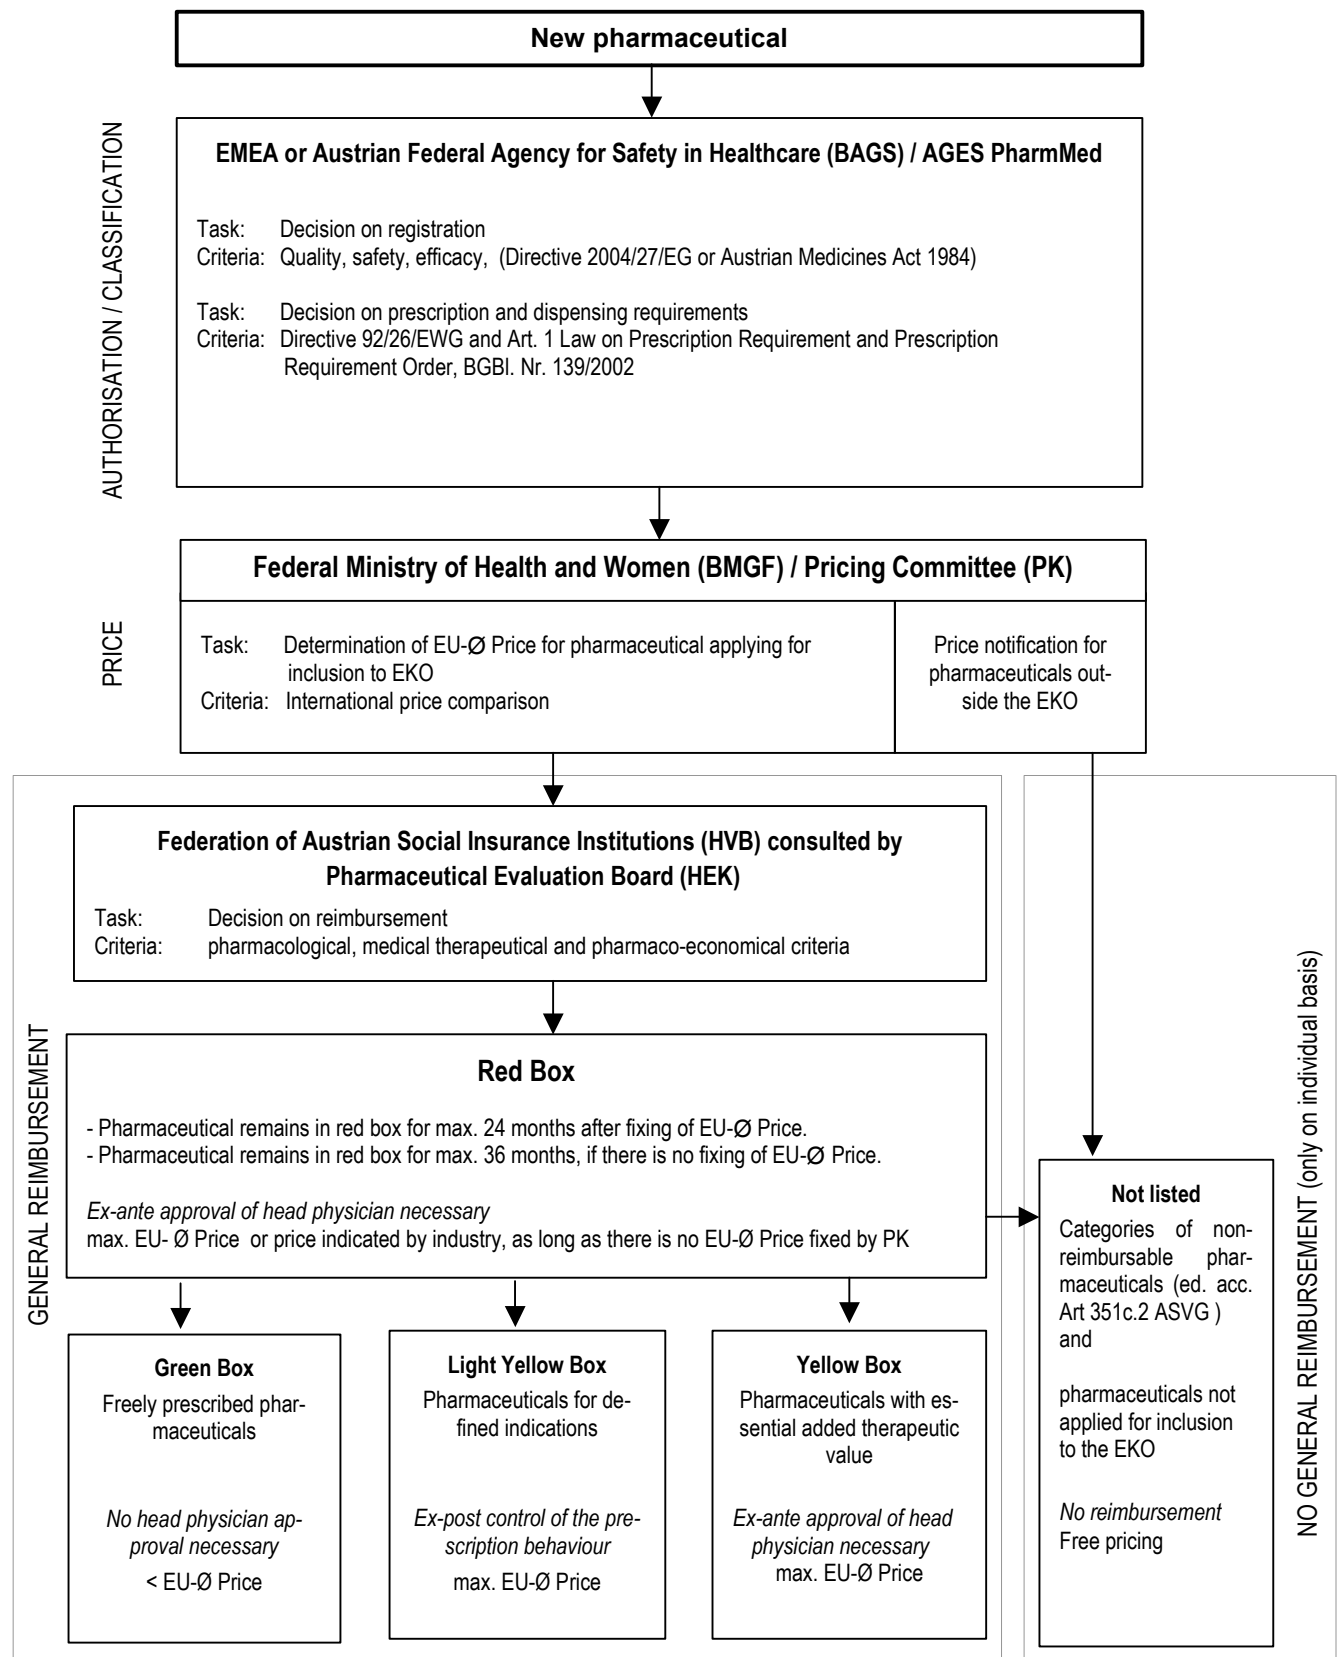 New pharmaceutical
AUTHORISATION / CLASSIFICATION
EMEA or Austrian Federal Agency for Safety in Healthcare (BAGS) / AGES PharmMed
Task: Decision on registration
Criteria: Quality, safety, efficacy, (Directive 2004/27/EG or Austrian Medicines Act 1984)
Task: Decision on prescription and dispensing requirements
Criteria: Directive 92/26/EWG and Art. 1 Law on Prescription Requirement and Prescription
Requirement Order, BGBl. Nr. 139/2002
PRICE
Federal Ministry of Health and Women (BMGF) / Pricing Committee (PK)
Task: Determination of EU-Ø Price for pharmaceutical applying for
inclusion to EKO
Criteria: International price comparison
Price notification for
pharmaceuticals out-
side the EKO
GENERAL REIMBURSEMENT
Federation of Austrian Social Insurance Institutions (HVB) consulted by
Pharmaceutical Evaluation Board (HEK)
Task: Decision on reimbursement
Criteria: pharmacological, medical therapeutical and pharmaco-economical criteria
Red Box
- Pharmaceutical remains in red box for max. 24 months after fixing of EU-Ø Price.
- Pharmaceutical remains in red box for max. 36 months, if there is no fixing of EU-Ø Price.
Ex-ante approval of head physician necessary
max. EU- Ø Price or price indicated by industry, as long as there is no EU-Ø Price fixed by PK
Green Box
Freely prescribed phar-
maceuticals
No head physician ap-
proval necessary
< EU-Ø Price
Light Yellow Box
Pharmaceuticals for de-
fined indications
Ex-post control of the pre-
scription behaviour
max. EU-Ø Price
Yellow Box
Pharmaceuticals with es-
sential added therapeutic
value
Ex-ante approval of head
physician necessary
max. EU-Ø Price
NO GENERAL REIMBURSEMENT (only on individual basis)
Not listed
Categories of non-
reimbursable phar-
maceuticals (ed. acc.
Art 351c.2 ASVG )
and
pharmaceuticals not
applied for inclusion
to the EKO
No reimbursement
Free pricing